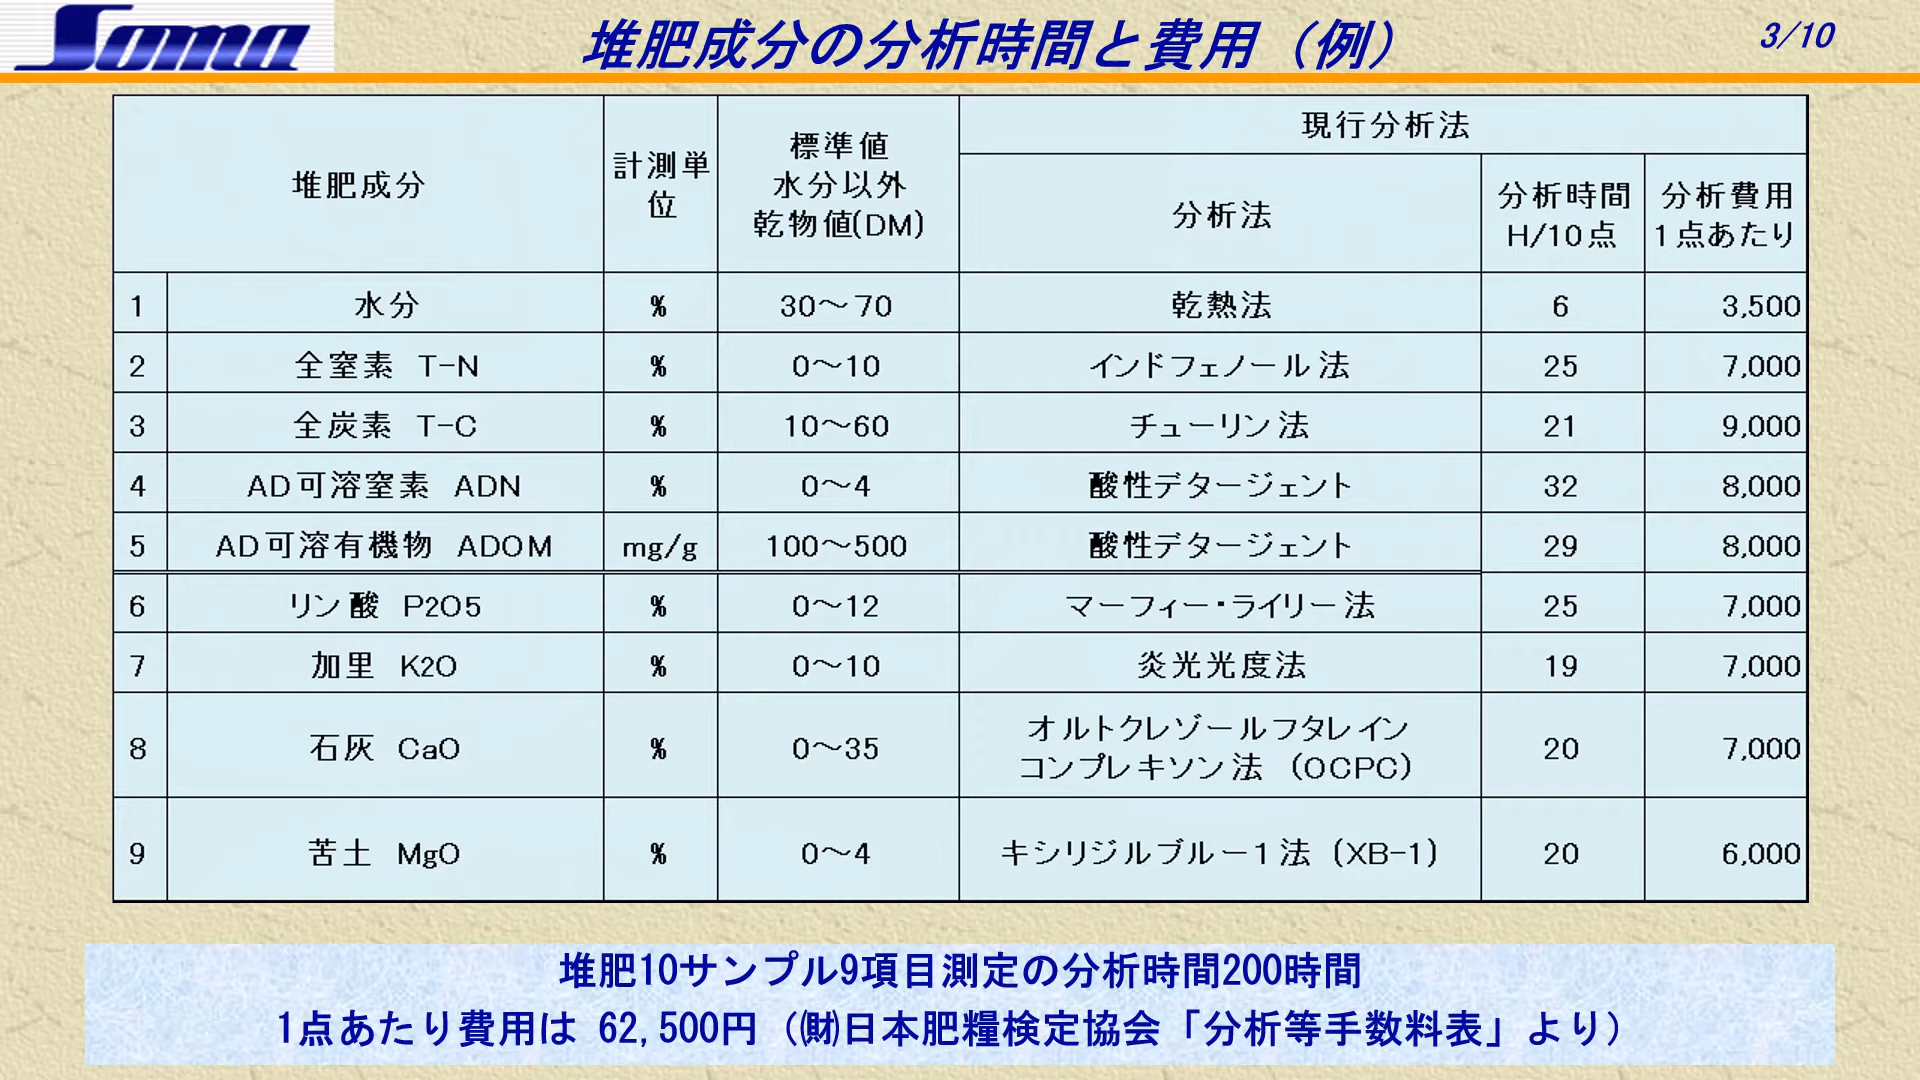 Soma
堆肥成分の分析時間と費用（例）
3/10
堆肥成分
計測単
位
標準値
水分以外
乾物値(DM)
現行分析法
分析法
分析時間
H/10点
分析費用
1点あたり
1 水分 % 30～70 乾熱法 6 3,500
2 全窒素 T-N % 0～10 インドフェノール法 25 7,000
3 全炭素 T-C % 10～60 チューリン法 21 9,000
4 AD可溶窒素 ADN % 0～4 酸性デタージェント 32 8,000
5 AD可溶有機物 ADOM mg/g 100～500 酸性デタージェント 29 8,000
6 リン酸 P2O5 % 0～12 マーフィー・ライリー法 25 7,000
7 加里 K2O % 0～10 炎光光度法 19 7,000
8 石灰 CaO % 0～35 オルトクレゾールフタレイン
コンプレキソン法 （OCPC） 20 7,000
9 苦土 MgO % 0～4 キシリジルブルー1法（XB-1） 20 6,000
堆肥10サンプル9項目測定の分析時間200時間
1点あたり費用は 62,500円（㈶日本肥糧検定協会「分析等手数料表」より）